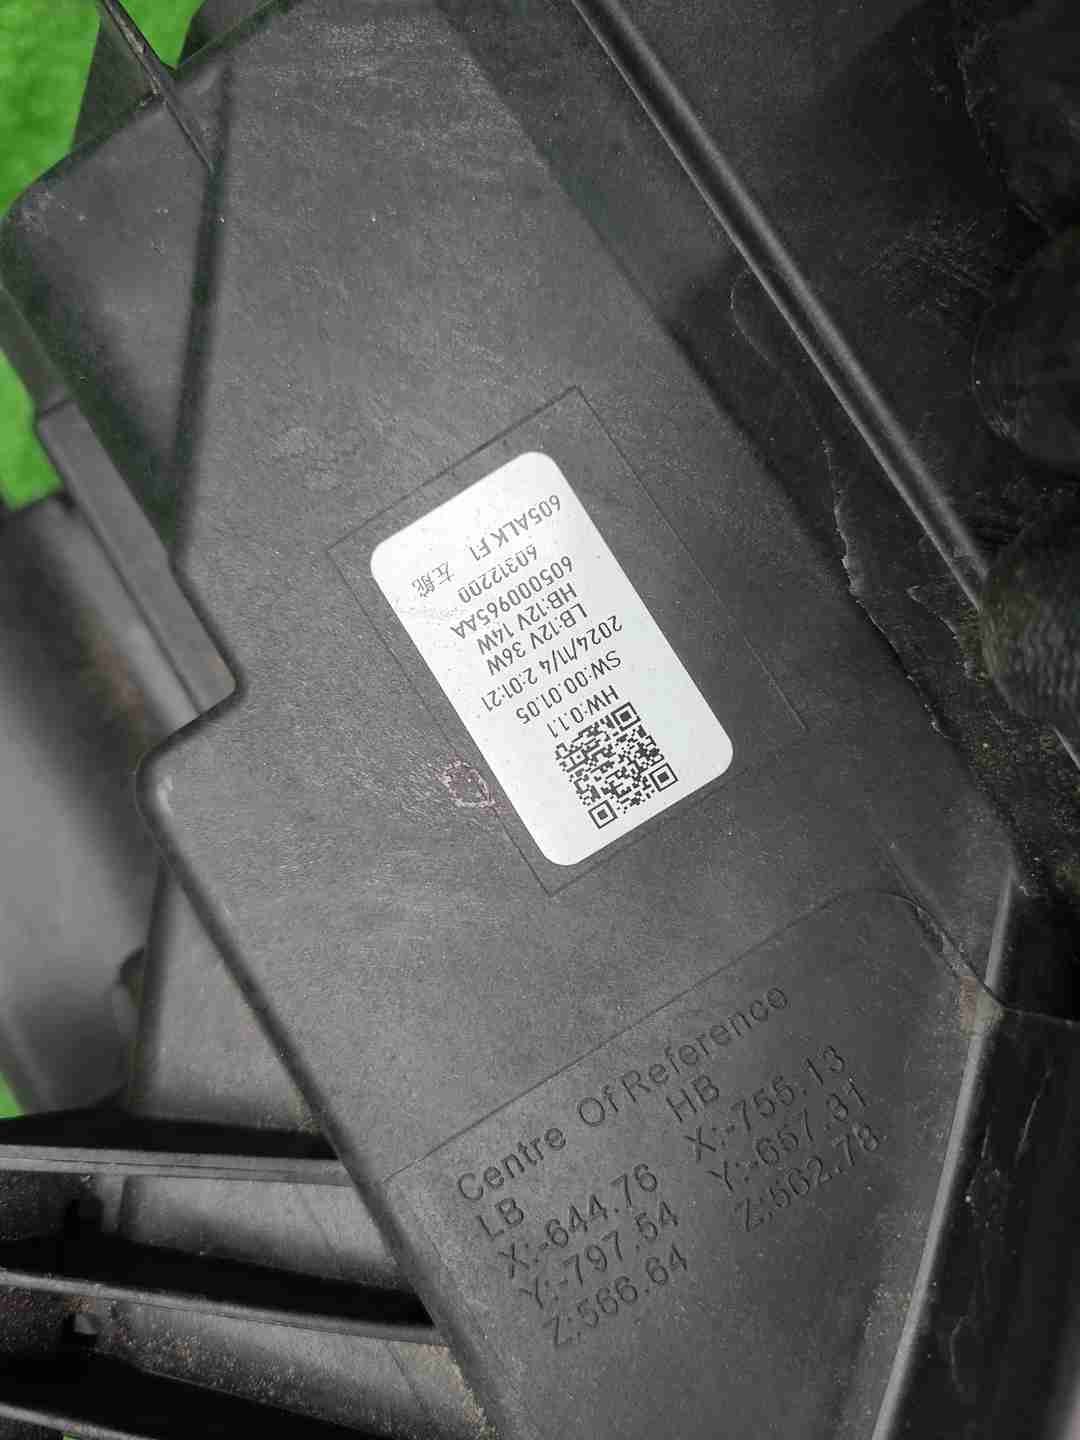 605ALK F1 左舵
60312200
605000965AA
HB:12V 14W
LB:12V 36W
2024/11/4 2:01:21
SW:00.01.05
HW:0.1.1
Centre Of Reference
LB HB
X:-644.76 X:-755.13
Y:-797.54 Y:-657.31
Z:566.64 Z:562.78